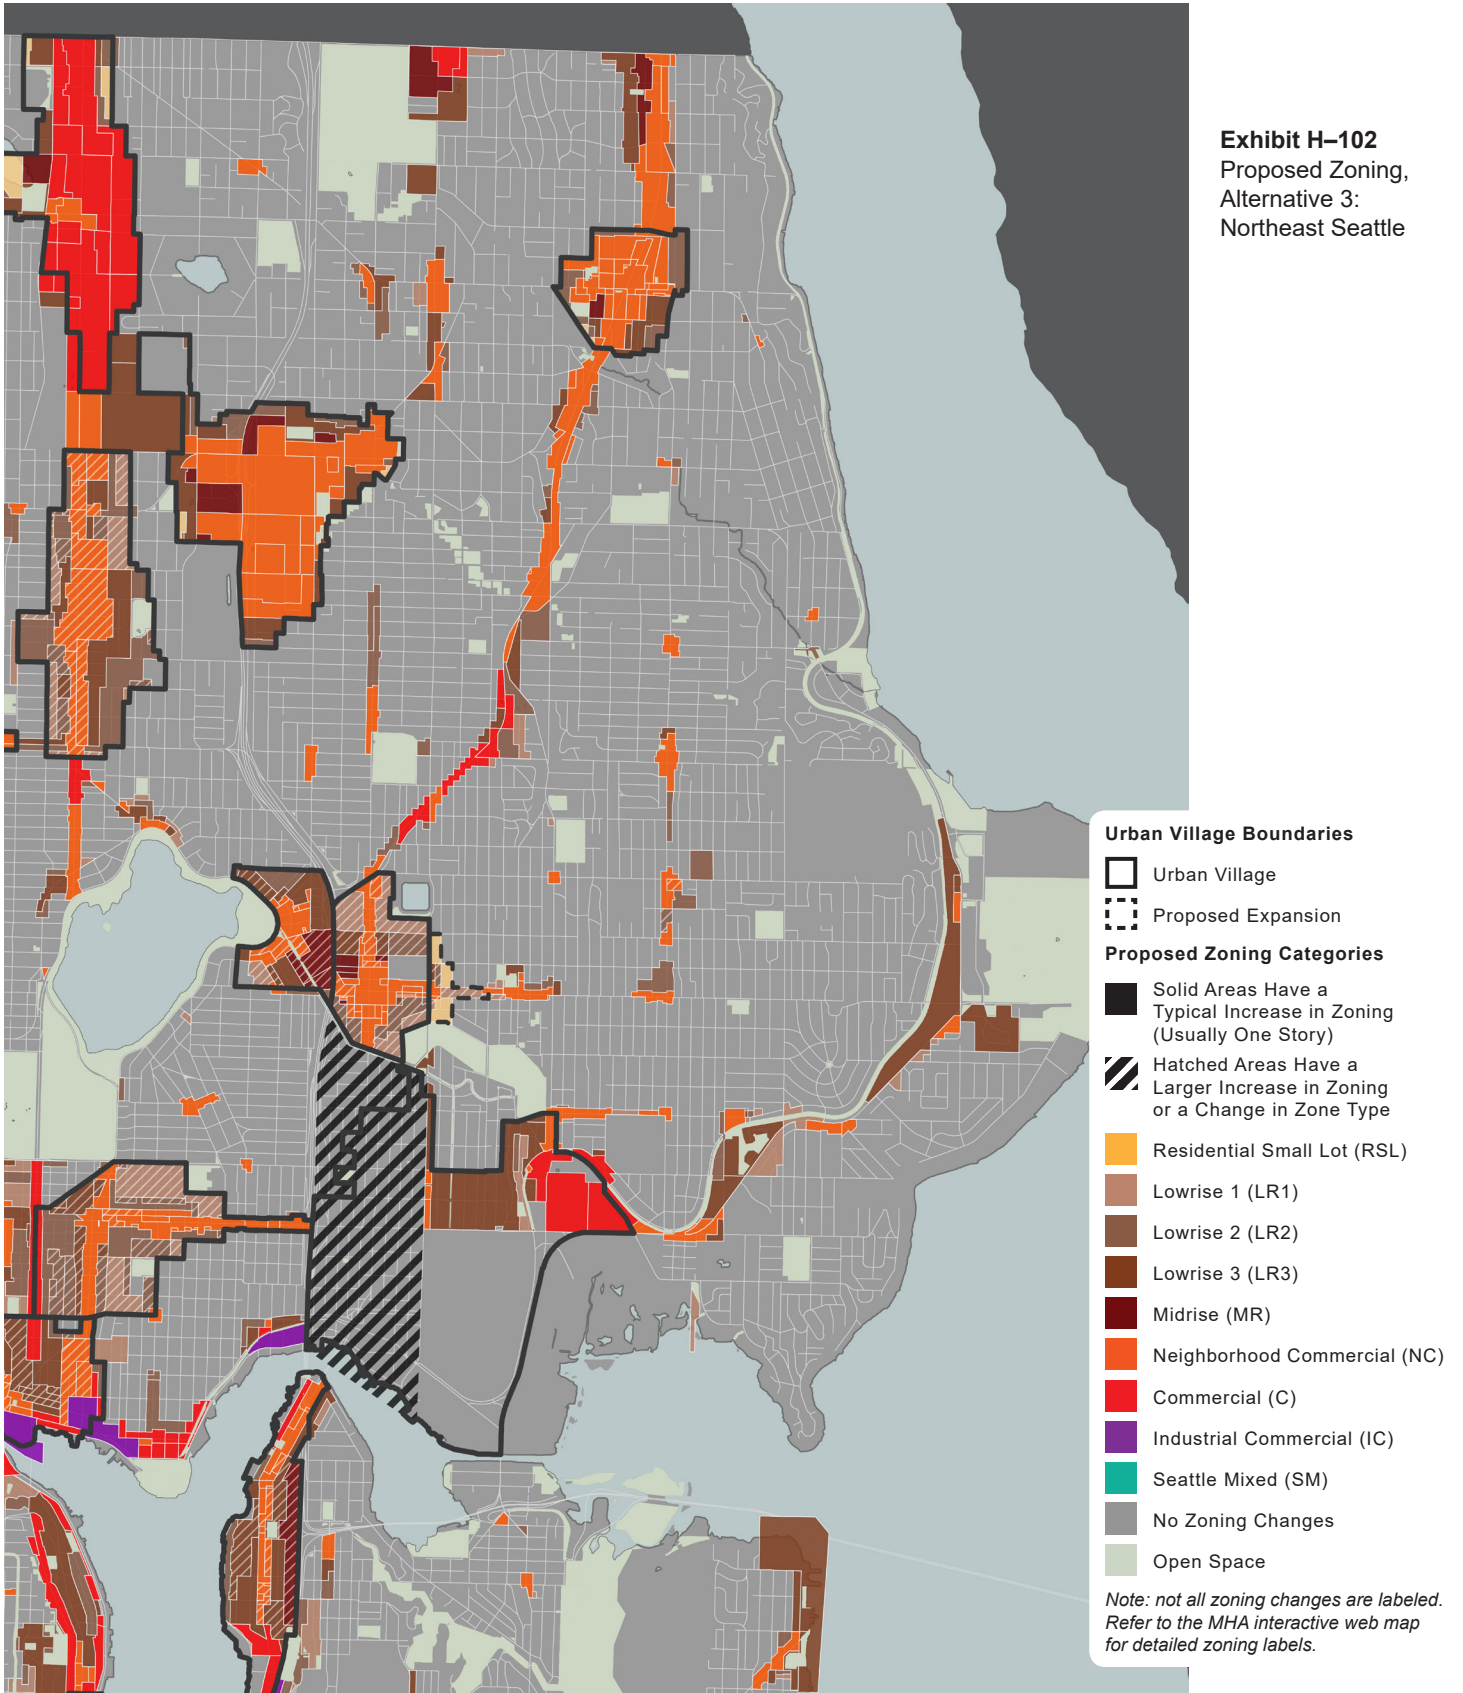 Exhibit H–102
Proposed Zoning,
Alternative 3:
Northeast Seattle
Urban Village Boundaries
Urban Village
Proposed Expansion
Proposed Zoning Categories
Solid Areas Have a
Typical Increase in Zoning
(Usually One Story)
Hatched Areas Have a
Larger Increase in Zoning
or a Change in Zone Type
Residential Small Lot (RSL)
Lowrise 1 (LR1)
Lowrise 2 (LR2)
Lowrise 3 (LR3)
Midrise (MR)
Neighborhood Commercial (NC)
Commercial (C)
Industrial Commercial (IC)
Seattle Mixed (SM)
No Zoning Changes
Open Space
Note: not all zoning changes are labeled.
Refer to the MHA interactive web map
for detailed zoning labels.